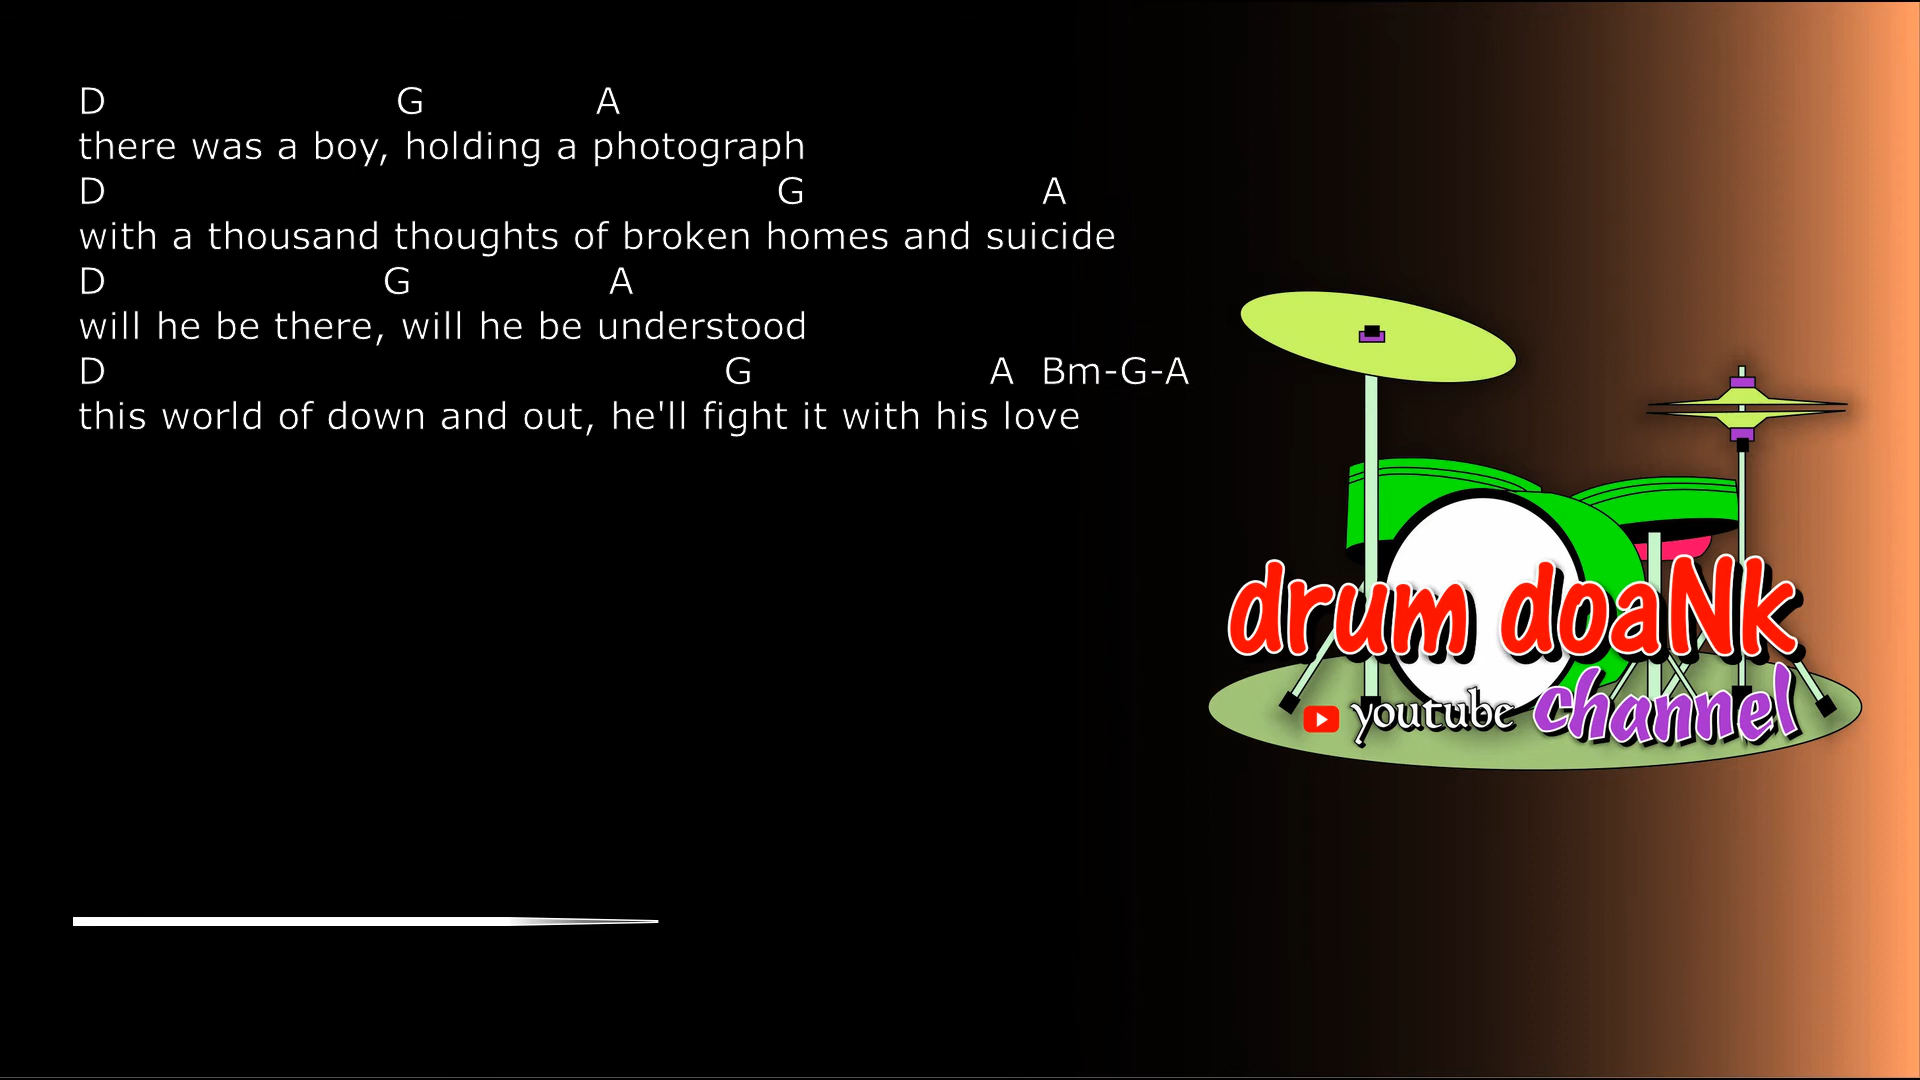 D G A
there was a boy, holding a photograph
D G A
with a thousand thoughts of broken homes and suicide
D G A
will he be there, will he be understood
D G A Bm-G-A
this world of down and out, he'll fight it with his love
drum doaNk
youtube channel